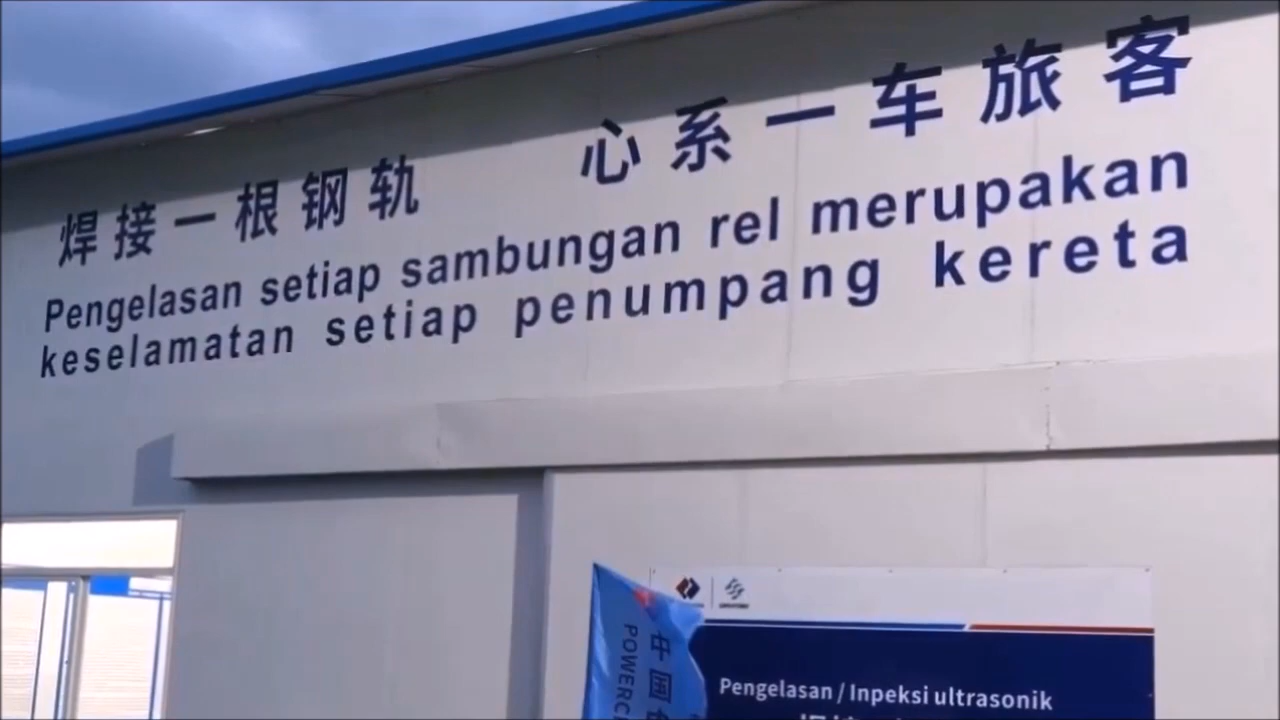 焊接一根钢轨 心系一车旅客
Pengelasan setiap sambungan rel merupakan
keselamatan setiap penumpang kereta
中国
Pengelasan / Inpeksi ultrasonik